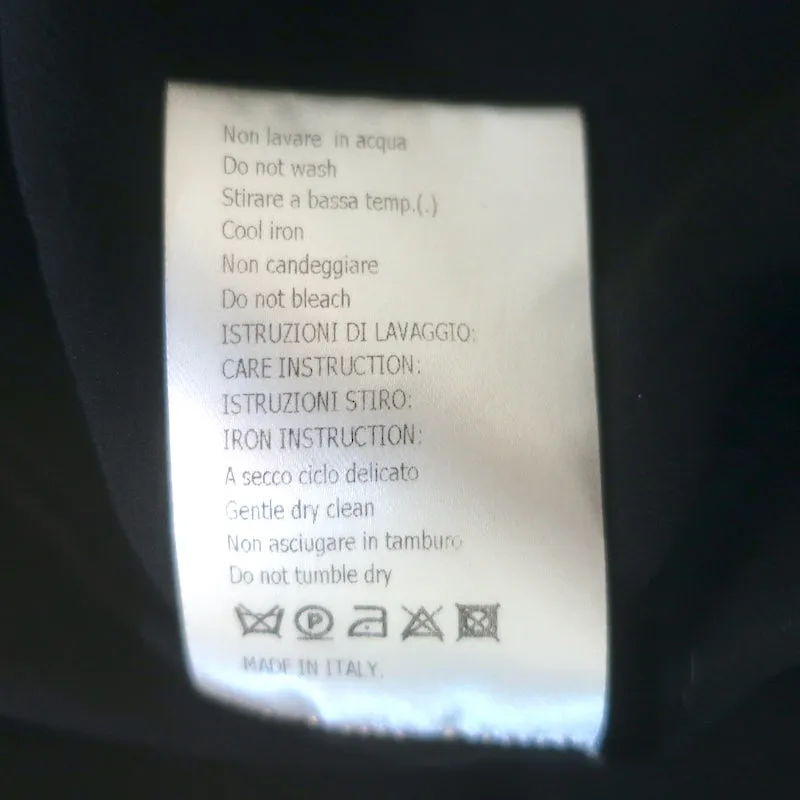 Non lavare in acqua
Do not wash
Stirare a bassa temp.(.)
Cool iron
Non candeggiare
Do not bleach
ISTRUZIONI DI LAVAGGIO:
CARE INSTRUCTION:
ISTRUZIONI STIRO:
IRON INSTRUCTION:
A secco ciclo delicato
Gentle dry clean
Non asciugare in tamburo
Do not tumble dry
P
MADE IN ITALY.